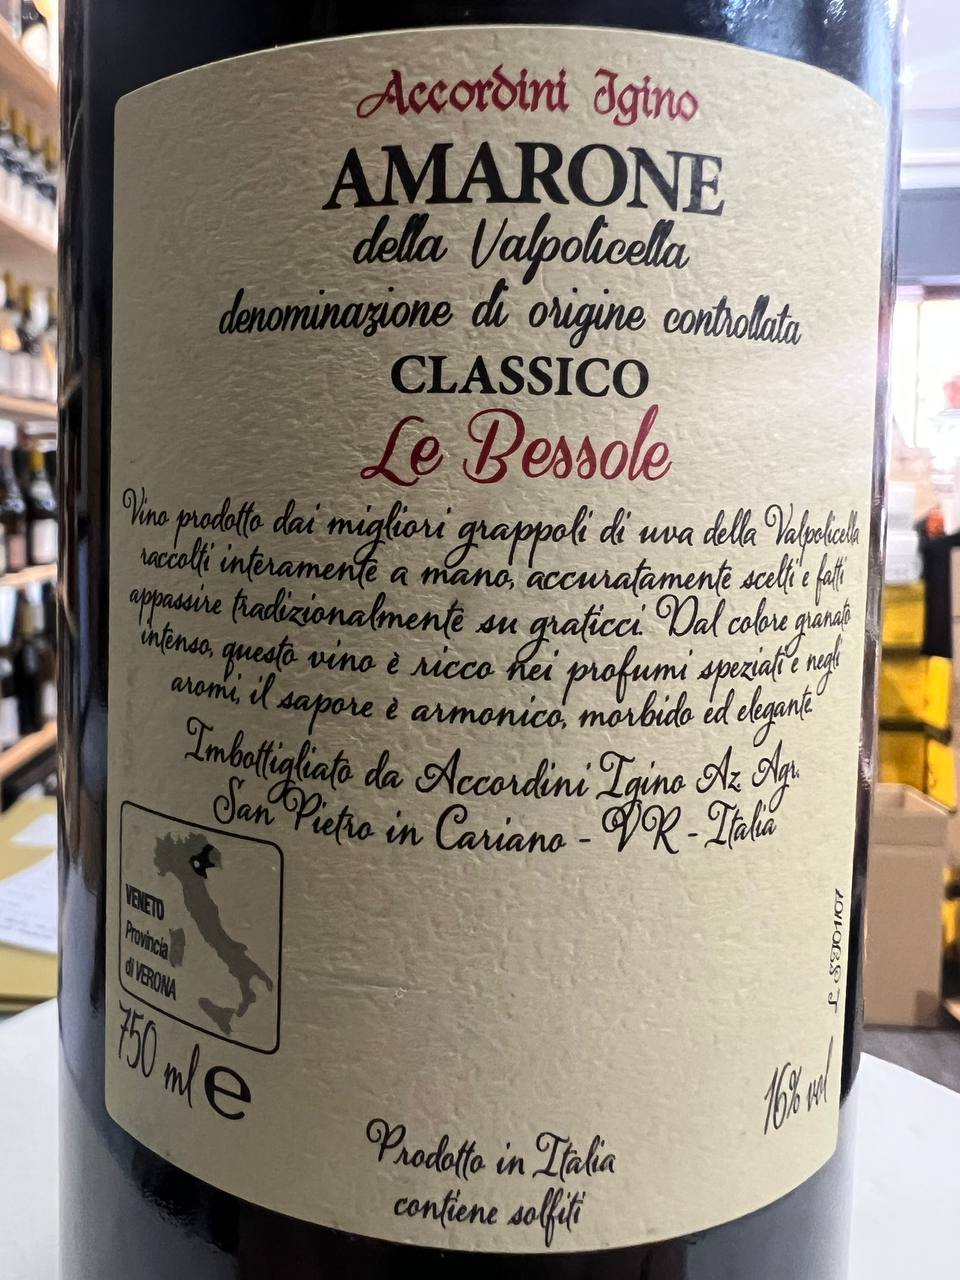 Accordini Igino
AMARONE
della Valpolicella
denominazione di origine controllata
CLASSICO
Le Bessole
Vino prodotto dai migliori grappoli di uva della Valpolicella
raccolti interamente a mano, accuratamente scelti e fatti
appassire tradizionalmente su graticci. Dal colore granato
intenso, questo vino è ricco nei profumi speziati e negli
aromi, il sapore è armonico, morbido ed elegante
Imbottigliato da Accordini Igino Az. Agr.
San Pietro in Cariano - VR - Italia
VENETO
Provincia
di VERONA
750 ml e
16% vol
Prodotto in Italia
contiene solfiti